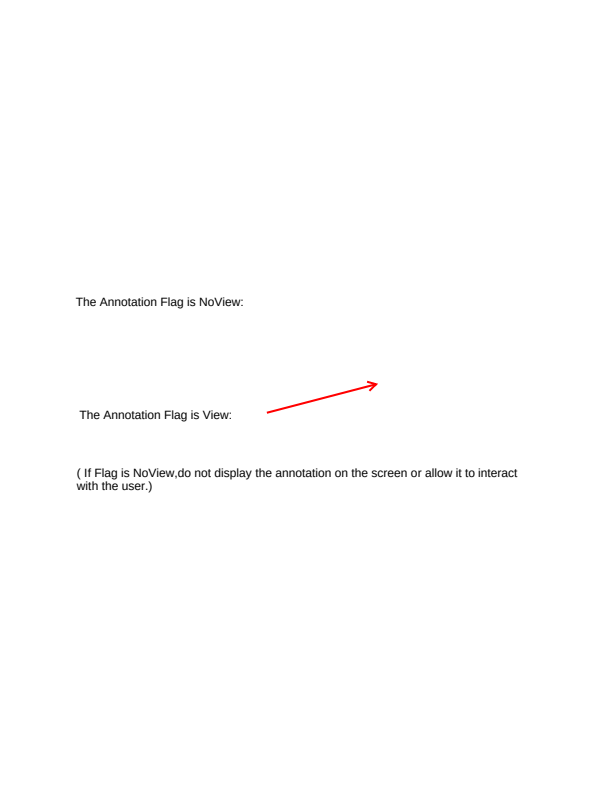 The Annotation Flag is NoView:
The Annotation Flag is View:
( If Flag is NoView,do not display the annotation on the screen or allow it to interact
with the user.)